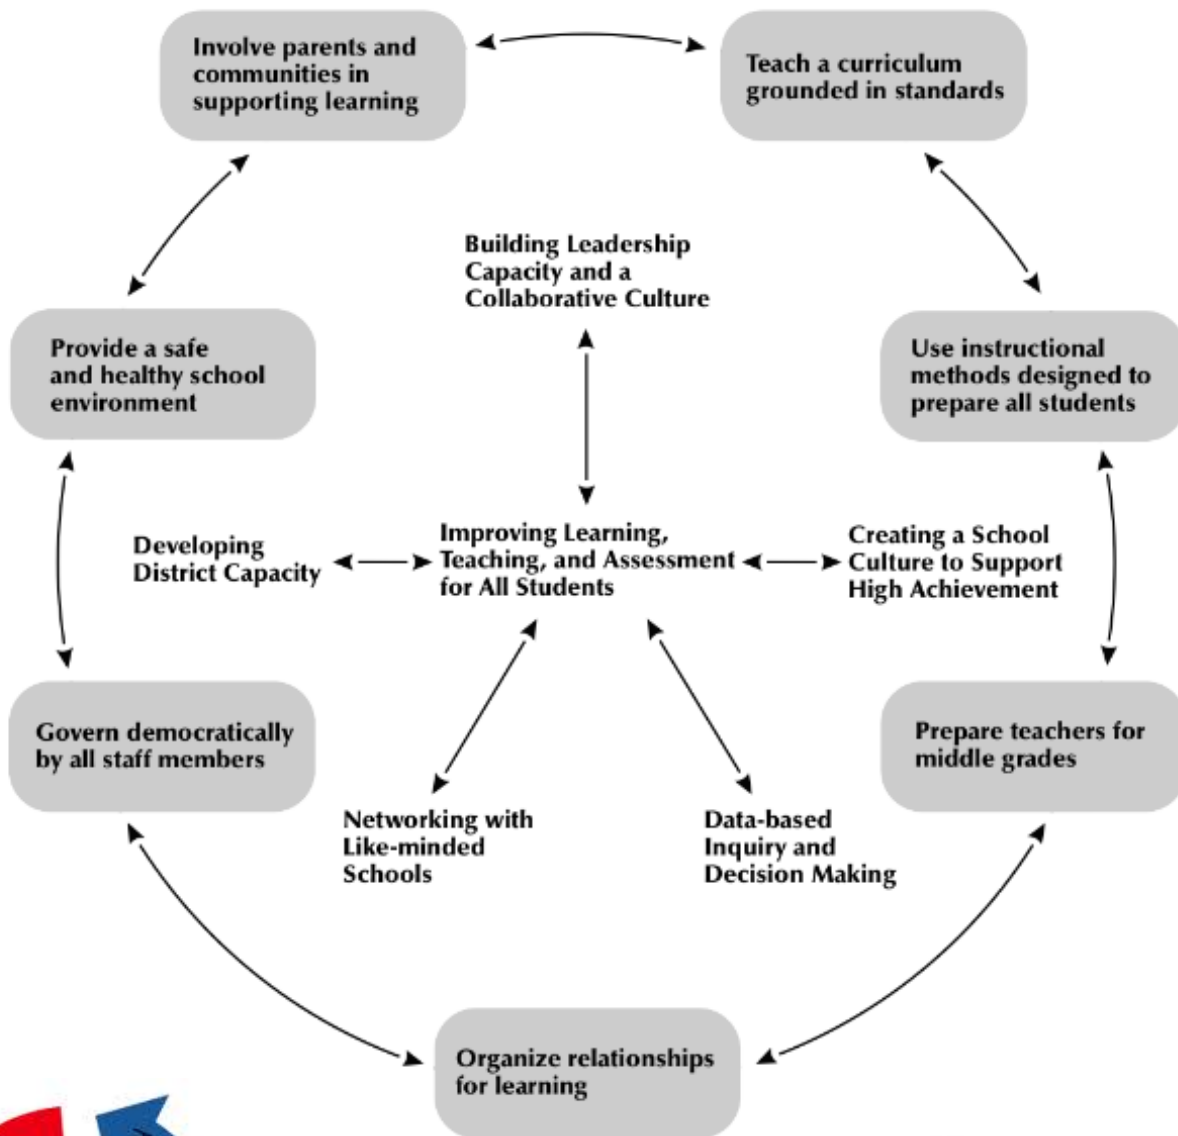 Involve parents and
communities in
supporting learning
Teach a curriculum
grounded in standards
Building Leadership
Capacity and a
Collaborative Culture
Provide a safe
and healthy school
environment
Use instructional
methods designed to
prepare all students
Developing
District Capacity
Improving Learning,
Teaching, and Assessment
for All Students
Creating a School
Culture to Support
High Achievement
Govern democratically
by all staff members
Prepare teachers for
middle grades
Networking with
Like-minded
Schools
Data-based
Inquiry and
Decision Making
Organize relationships
for learning